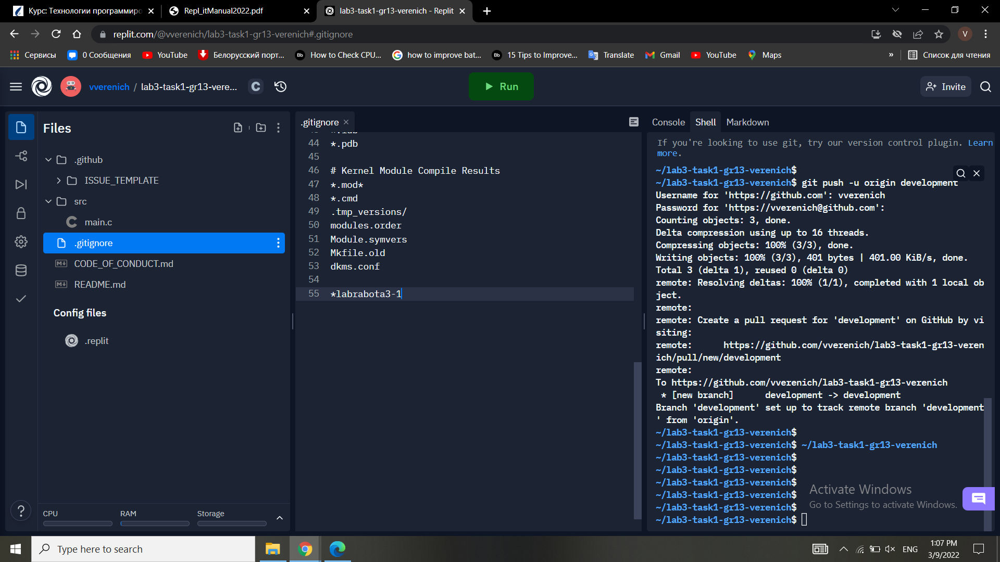 Курс: Технологии программиро
Repl_itManual2022.pdf
lab3-task1-gr13-verenich - Replit
replit.com/@vverenich/lab3-task1-gr13-verenich#.gitignore
V
Сервисы
0 Сообщения
YouTube
Белорусский порт...
Bb How to Check CPU...
how to improve bat...
Bb 15 Tips to Improve...
Translate
Gmail
YouTube
Maps
»
Список для чтения
vverenich / lab3-task1-gr13-vere...
C
Run
Invite
Files
.github
ISSUE_TEMPLATE
src
main.c
.gitignore
CODE_OF_CONDUCT.md
README.md
Config files
.replit
CPU
RAM
Storage
.gitignore
44 *.pdb
45
46 # Kernel Module Compile Results
47 *.mod*
48 *.cmd
49 .tmp_versions/
50 modules.order
51 Module.symvers
52 Mkfile.old
53 dkms.conf
54
55 *labrabota3-1
Console
Shell
Markdown
If you're looking to use git, try our version control plugin. Learn
more.
~/lab3-task1-gr13-verenich$
~/lab3-task1-gr13-verenich$ git push -u origin development
Username for 'https://github.com': vverenich
Password for 'https://vverenich@github.com':
Counting objects: 3, done.
Delta compression using up to 16 threads.
Compressing objects: 100% (3/3), done.
Writing objects: 100% (3/3), 401 bytes | 401.00 KiB/s, done.
Total 3 (delta 1), reused 0 (delta 0)
remote: Resolving deltas: 100% (1/1), completed with 1 local ob
ject.
remote:
remote: Create a pull request for 'development' on GitHub by vi
siting:
remote:      https://github.com/vverenich/lab3-task1-gr13-veren
ich/pull/new/development
remote:
To https://github.com/vverenich/lab3-task1-gr13-verenich
* [new branch]      development -> development
Branch 'development' set up to track remote branch 'development
' from 'origin'.
~/lab3-task1-gr13-verenich$
~/lab3-task1-gr13-verenich$ ~/lab3-task1-gr13-verenich
~/lab3-task1-gr13-verenich$
~/lab3-task1-gr13-verenich$
~/lab3-task1-gr13-verenich$
~/lab3-task1-gr13-verenich$
~/lab3-task1-gr13-verenich$
~/lab3-task1-gr13-verenich$
Activate Windows
Go to Settings to activate Windows.
Type here to search
ENG
1:07 PM
3/9/2022